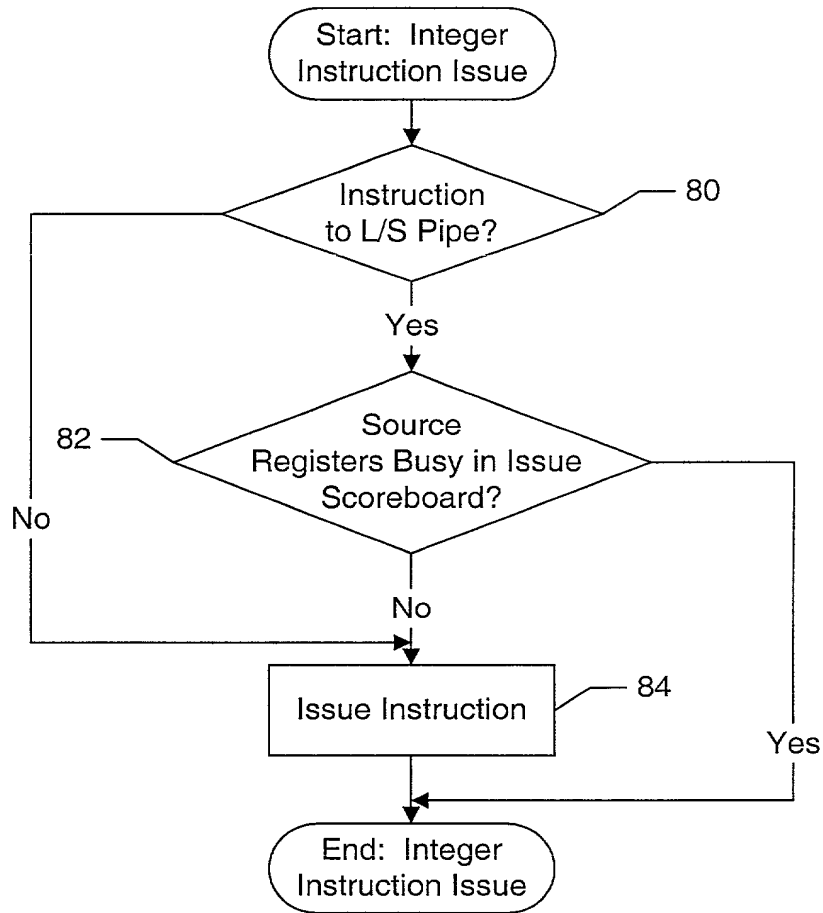 Start: Integer
Instruction Issue
Instruction
to L/S Pipe?
80
Yes
Source
Registers Busy in Issue
Scoreboard?
82
No
No
Issue Instruction
84
Yes
End: Integer
Instruction Issue